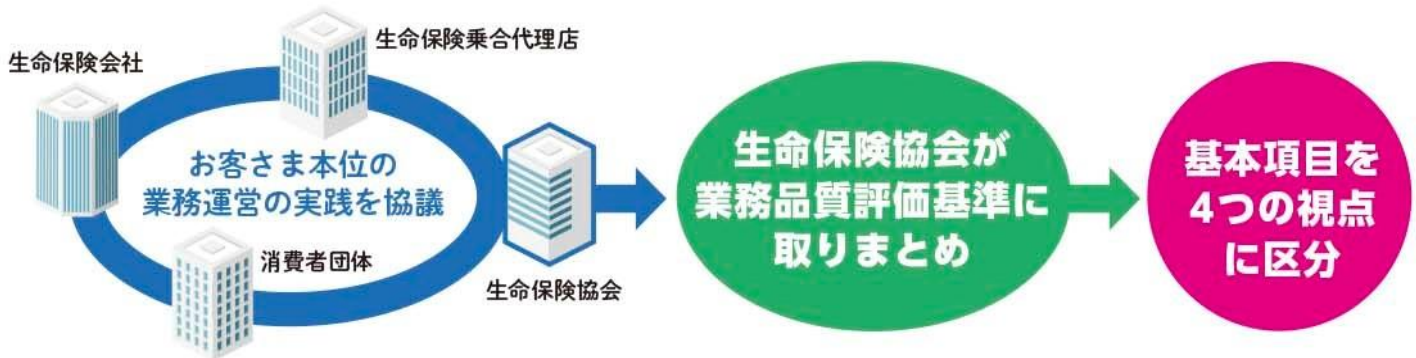 生命保険会社
生命保険乗合代理店
お客さま本位の
業務運営の実践を協議
消費者団体
生命保険協会
生命保険協会が
業務品質評価基準に
取りまとめ
基本項目を
4つの視点
に区分